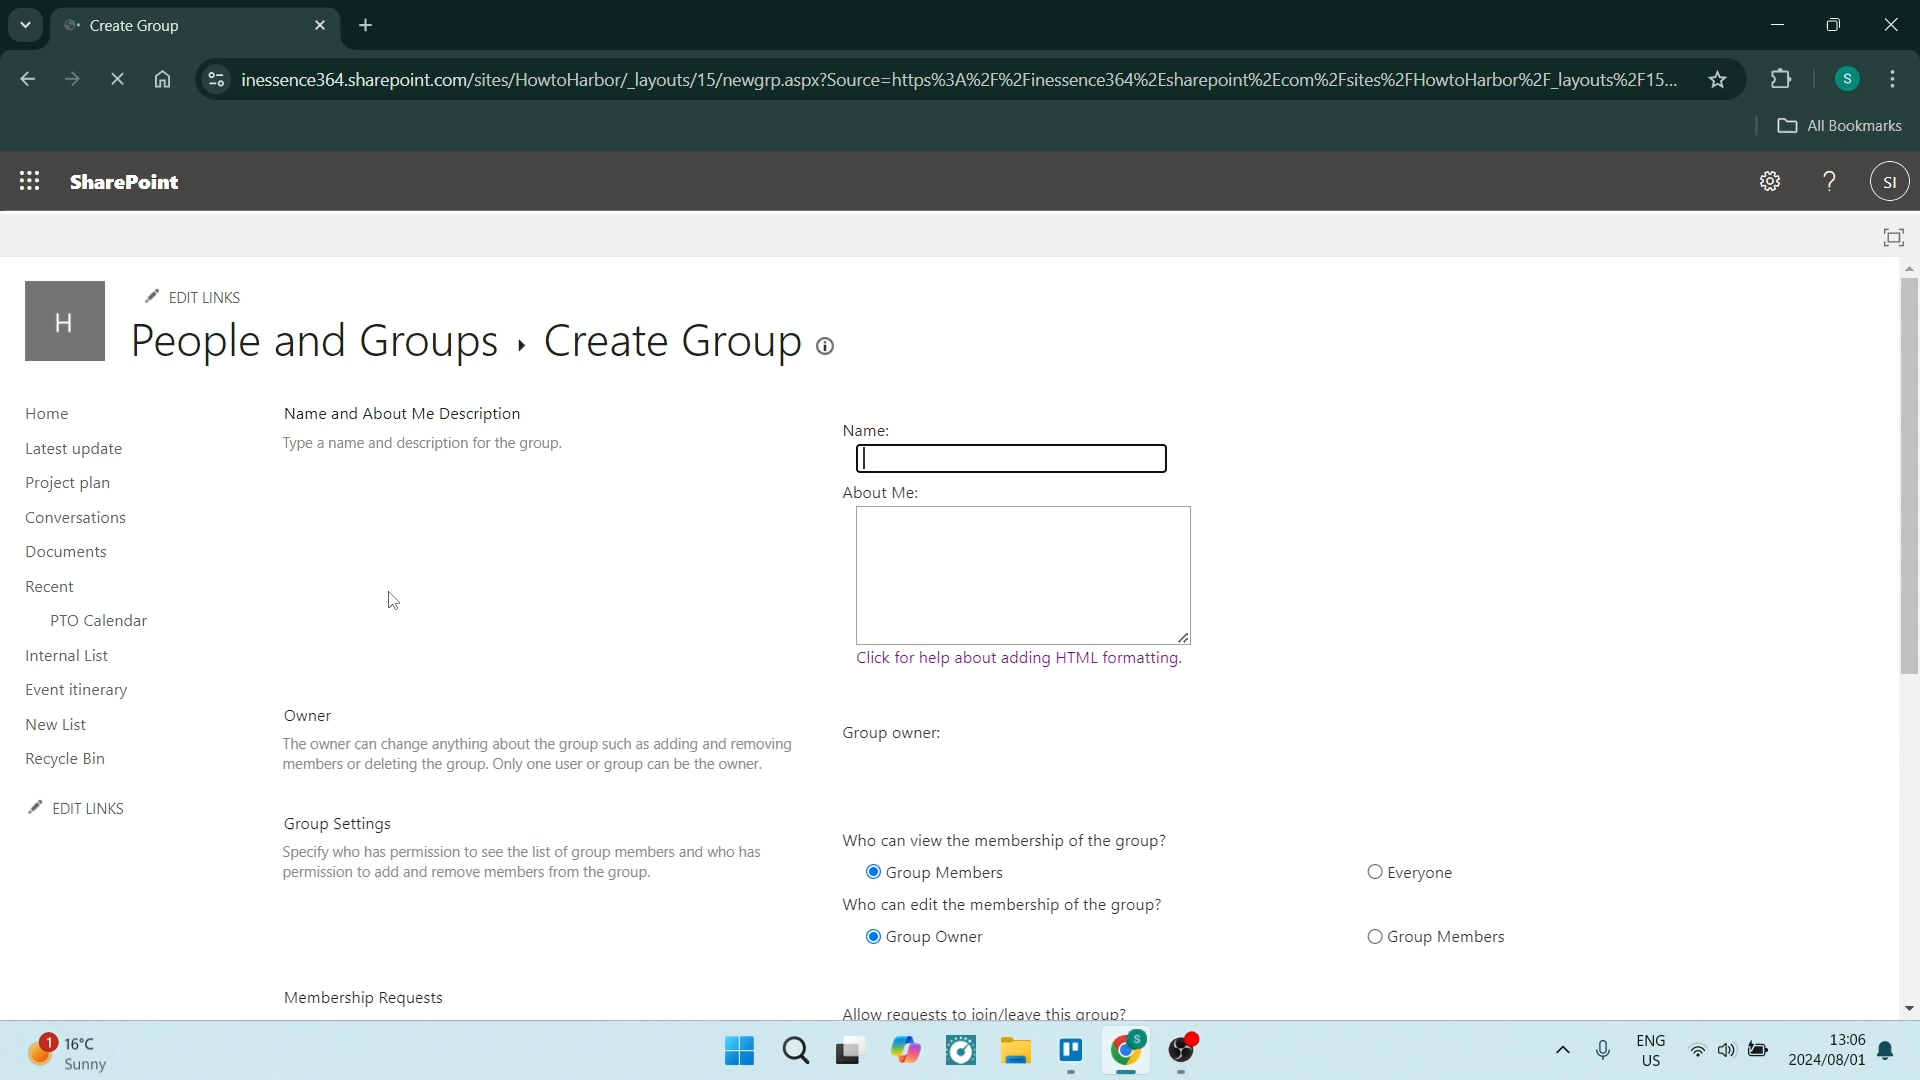 Create Group
inessence364.sharepoint.com/sites/HowtoHarbor/_layouts/15/newgrp.aspx?Source=https%3A%2F%2Finessence364%2Esharepoint%2Ecom%2Fsites%2FHowtoHarbor%2F_layouts%2F15...
S
All Bookmarks
SharePoint
?
SI
H
EDIT LINKS
People and Groups ▸ Create Group
Home
Latest update
Project plan
Conversations
Documents
Recent
PTO Calendar
Internal List
Event itinerary
New List
Recycle Bin
EDIT LINKS
Name and About Me Description
Type a name and description for the group.
Name:
About Me:
Click for help about adding HTML formatting.
Owner
The owner can change anything about the group such as adding and removing
members or deleting the group. Only one user or group can be the owner.
Group owner:
Group Settings
Specify who has permission to see the list of group members and who has
permission to add and remove members from the group.
Who can view the membership of the group?
Group Members
Everyone
Who can edit the membership of the group?
Group Owner
Group Members
Membership Requests
Allow requests to join/leave this group?
1
16°C
Sunny
S
ENG
US
13:06
2024/08/01